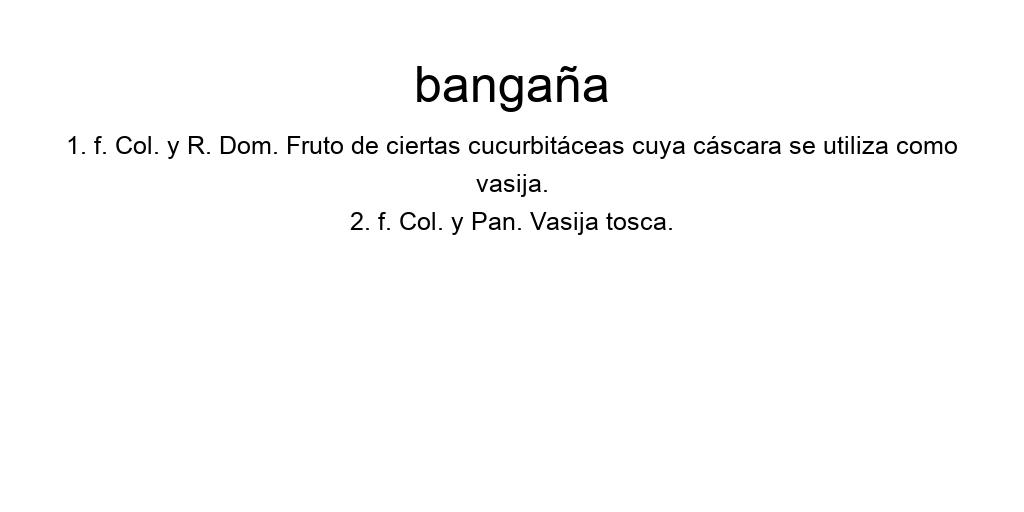 bangaña
1. f. Col. y R. Dom. Fruto de ciertas cucurbitáceas cuya cáscara se utiliza como
vasija.
2. f. Col. y Pan. Vasija tosca.